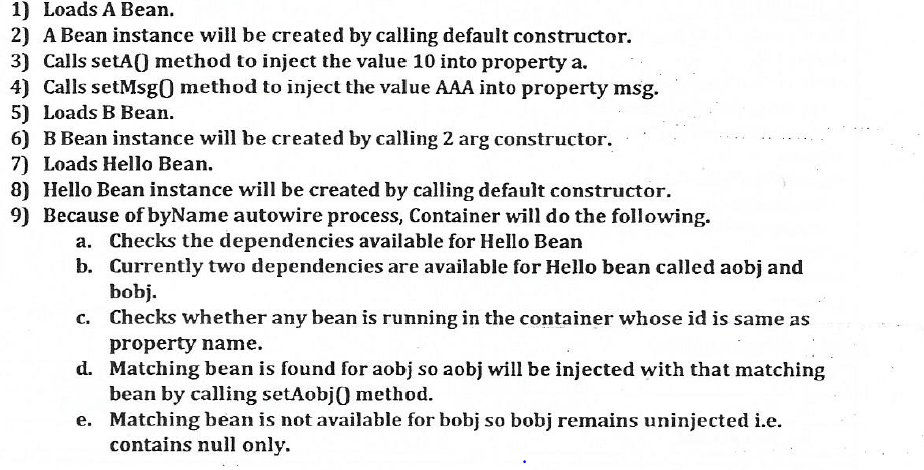 1) Loads A Bean.
2) A Bean instance will be created by calling default constructor.
3) Calls setA() method to inject the value 10 into property a.
4) Calls setMsg() method to inject the value AAA into property msg.
5) Loads B Bean.
6) B Bean instance will be created by calling 2 arg constructor.
7) Loads Hello Bean.
8) Hello Bean instance will be created by calling default constructor.
9) Because of byName autowire process, Container will do the following.
a. Checks the dependencies available for Hello Bean
b. Currently two dependencies are available for Hello bean called aobj and
bobj.
c. Checks whether any bean is running in the container whose id is same as
property name.
d. Matching bean is found for aobj so aobj will be injected with that matching
bean by calling setAobj() method.
e. Matching bean is not available for bobj so bobj remains uninjected i.e.
contains null only.